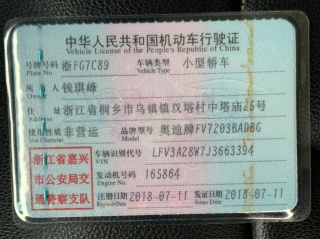 中华人民共和国机动车行驶证
Vehicle License of the People's Republic of China
号牌号码 浙FG7C89 车辆类型 小型轿车
Plate No. Vehicle Type
所有人 钱琪峰
Owner
住址 浙江省桐乡市乌镇镇双塔村中塔庙25号
Address
使用性质 非营运 品牌型号 奥迪牌FV7203BADBG
Use Character Model
浙江省嘉兴市公安局交通警察支队
车辆识别代号 LFV3A28W7J3663394
VIN
发动机号码 165864
Engine No.
注册日期 2018-07-11 发证日期 2018-07-11
Register Date Issue Date